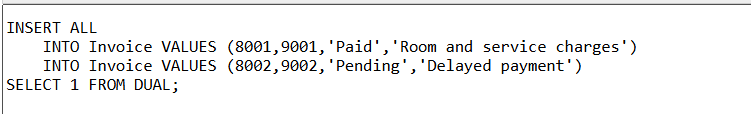 INSERT ALL
    INTO Invoice VALUES (8001,9001,'Paid','Room and service charges')
    INTO Invoice VALUES (8002,9002,'Pending','Delayed payment')
SELECT 1 FROM DUAL;